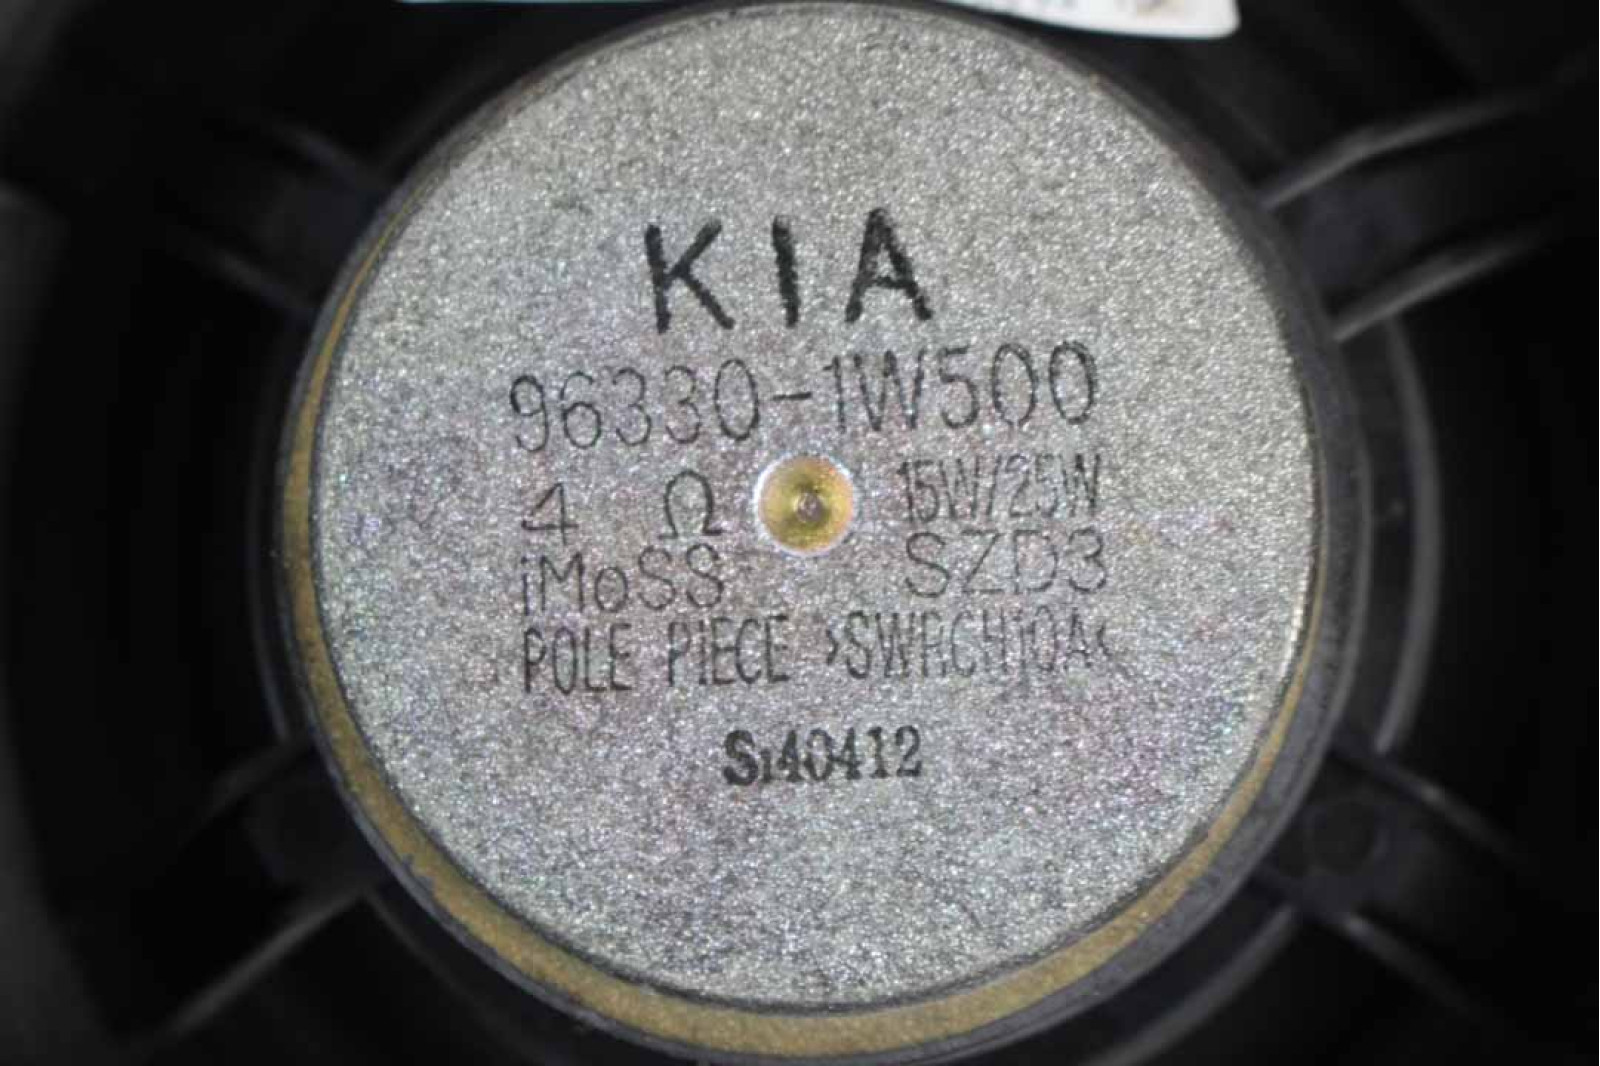 KIA
96330-1W500
4 Ω 15W/25W
iMoSS SZD3
POLE PIECE >SWRCH10A<
S140412